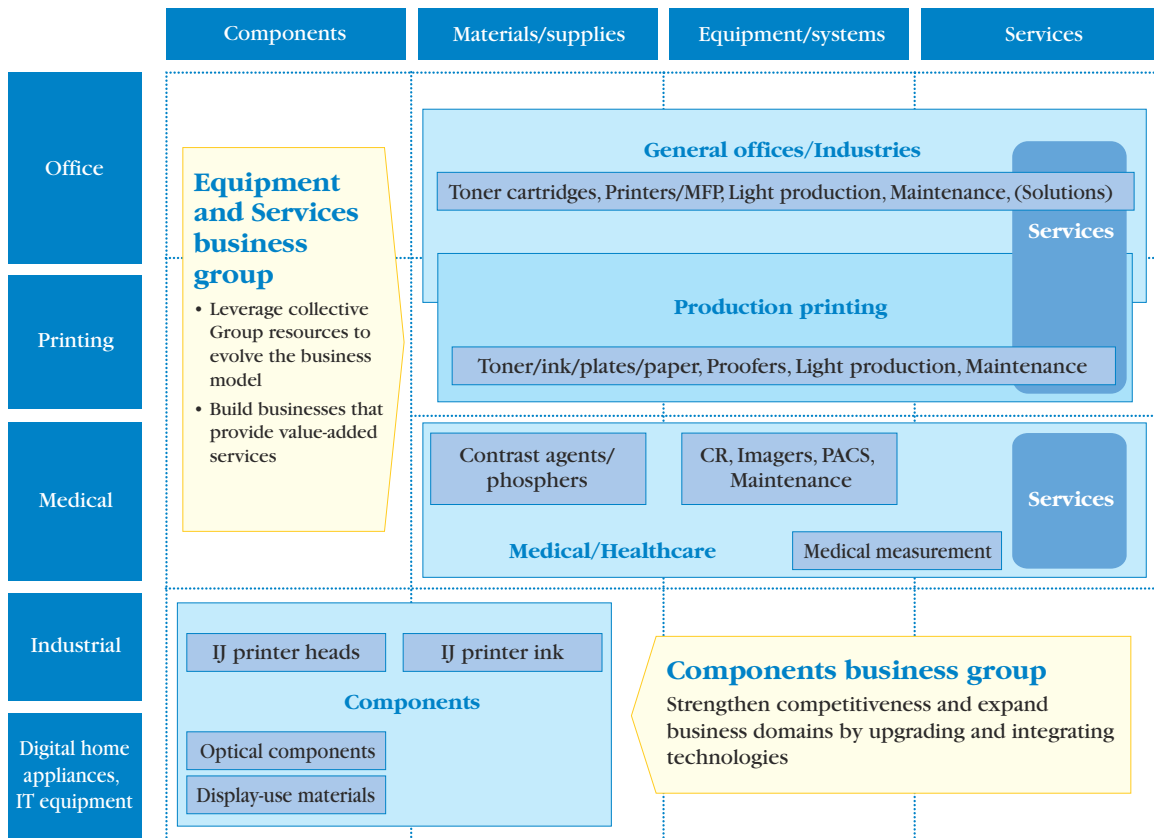 Components
Materials/supplies
Equipment/systems
Services
Office
Equipment
and Services
business
group
• Leverage collective
Group resources to
evolve the business
model
• Build businesses that
provide value-added
services
General offices/Industries
Toner cartridges, Printers/MFP, Light production, Maintenance, (Solutions)
Services
Printing
Production printing
Toner/ink/plates/paper, Proofers, Light production, Maintenance
Medical
Contrast agents/
phosphers
CR, Imagers, PACS,
Maintenance
Services
Medical/Healthcare
Medical measurement
Industrial
IJ printer heads
IJ printer ink
Components
Components business group
Strengthen competitiveness and expand
business domains by upgrading and integrating
technologies
Digital home
appliances,
IT equipment
Optical components
Display-use materials